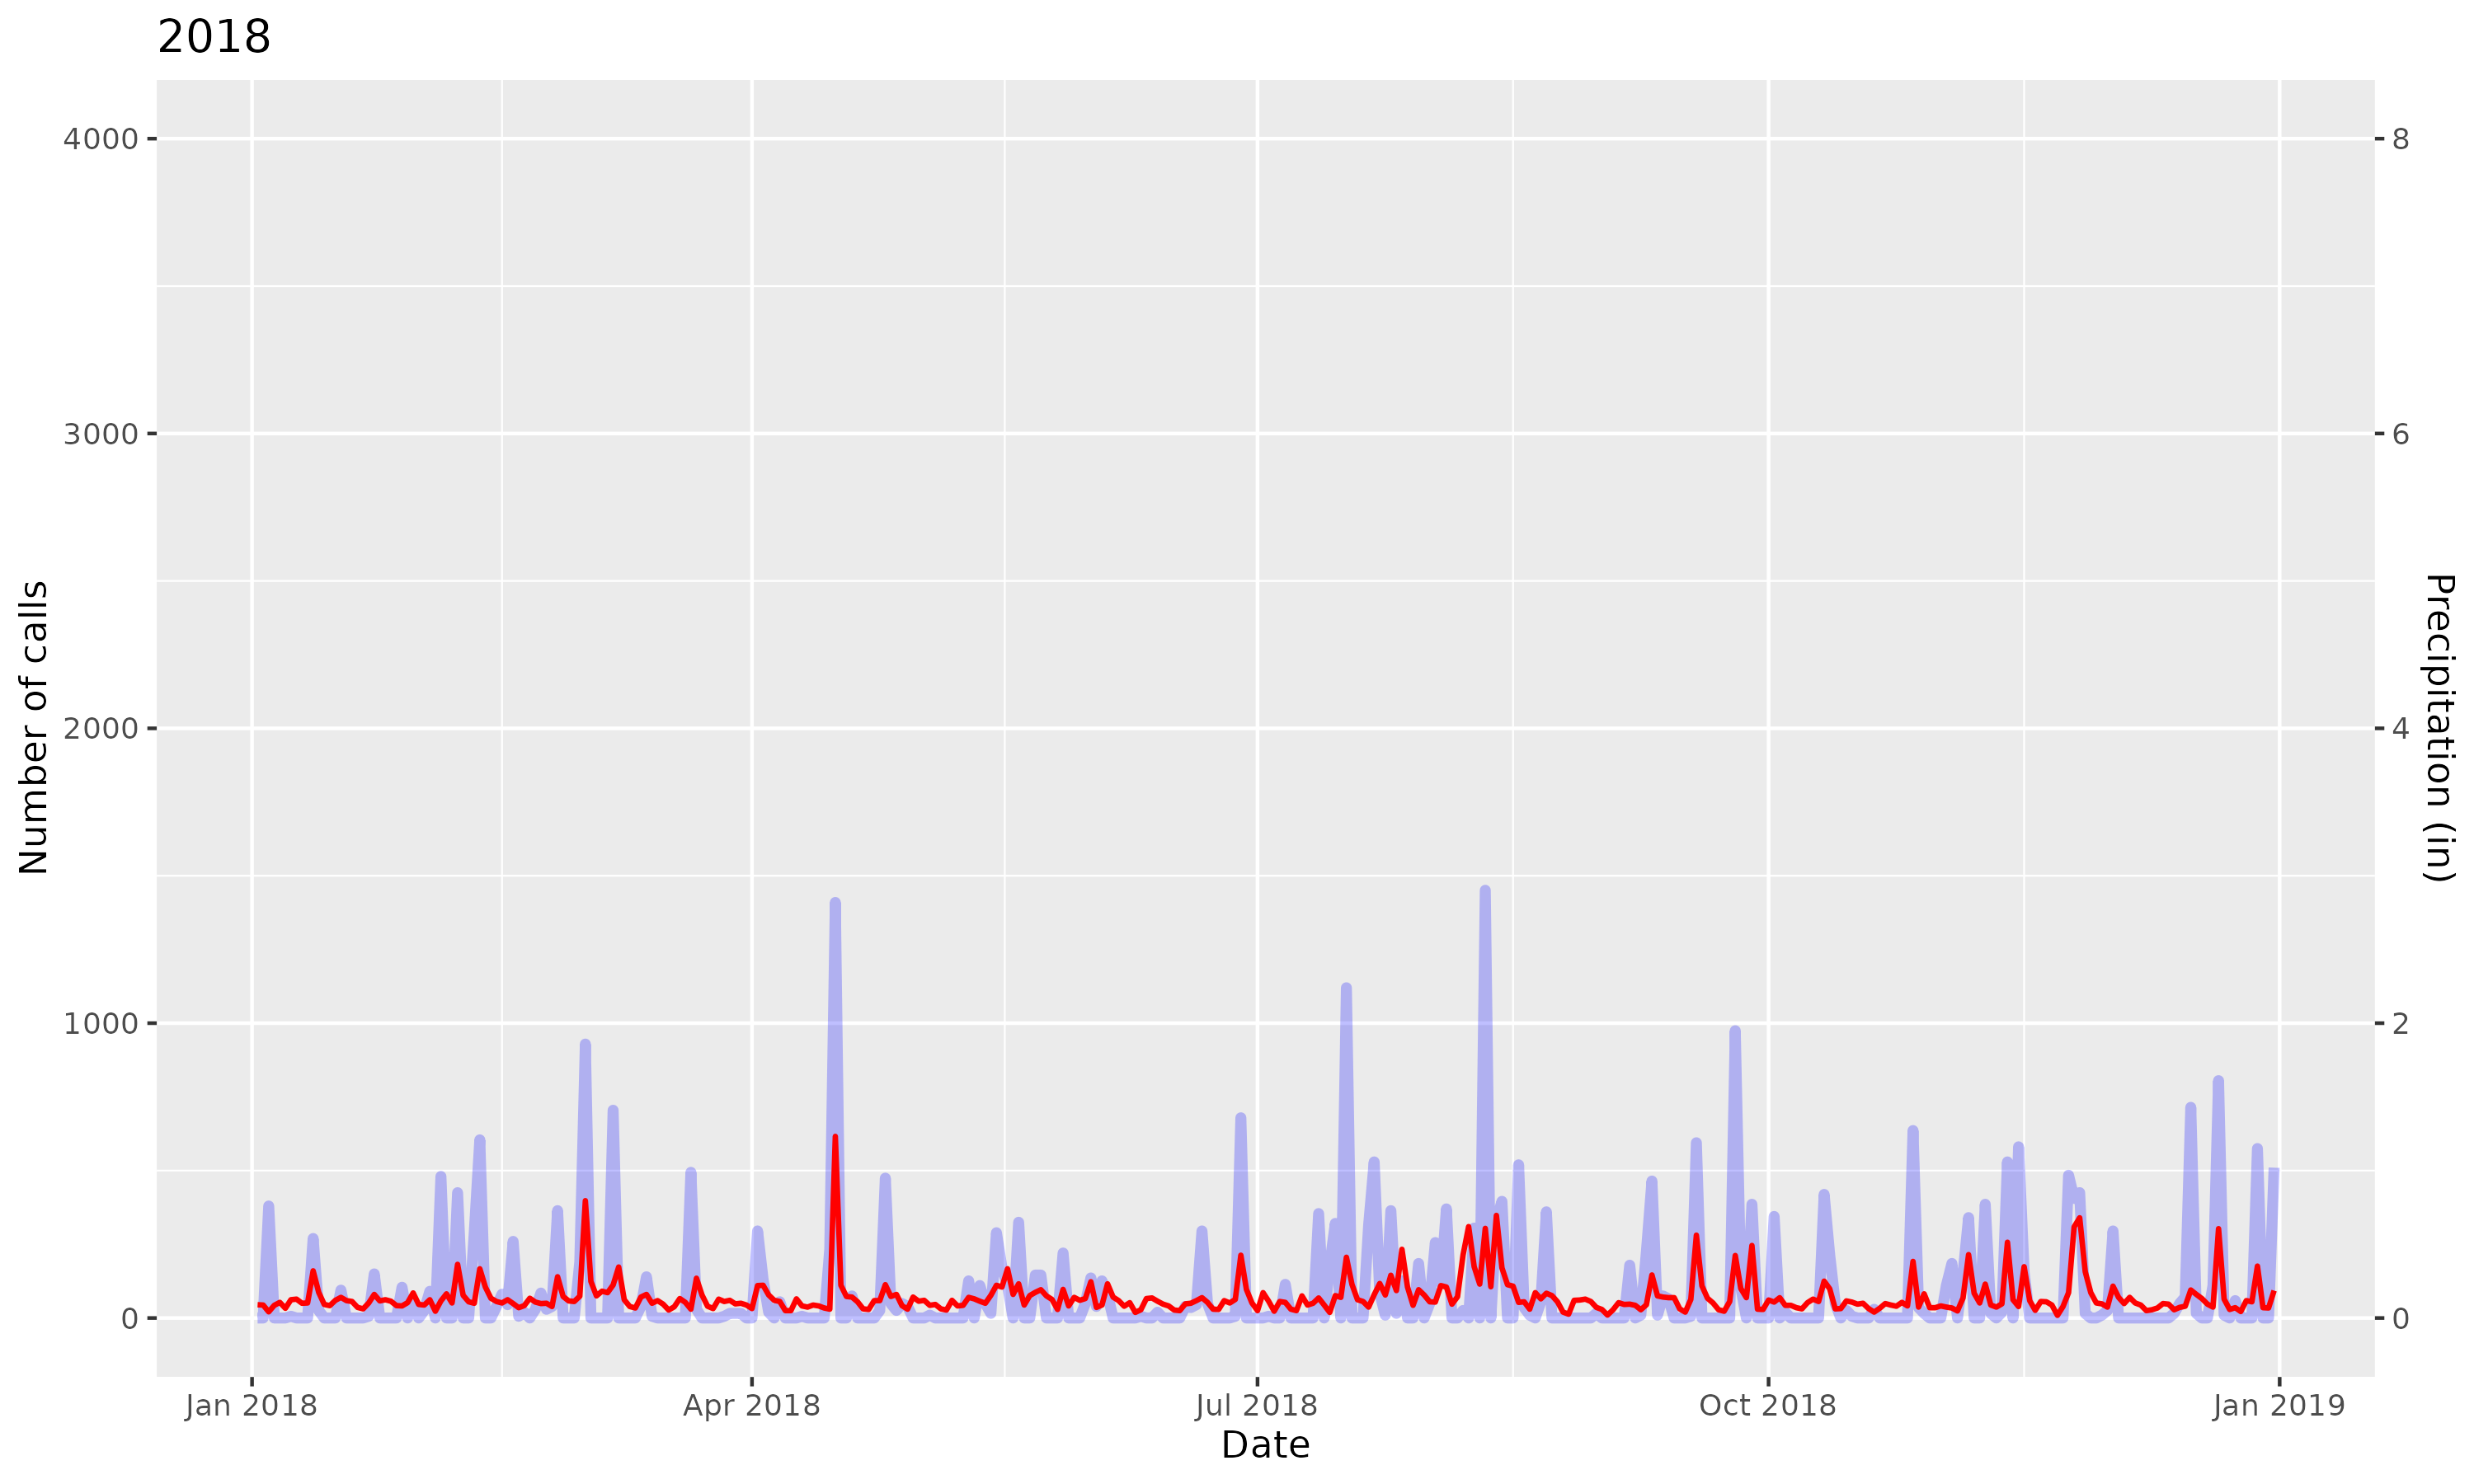 2018
4000
3000
2000
1000
0
8
6
4
2
0
Number of calls
Precipitation (in)
Jan 2018
Apr 2018
Jul 2018
Oct 2018
Jan 2019
Date